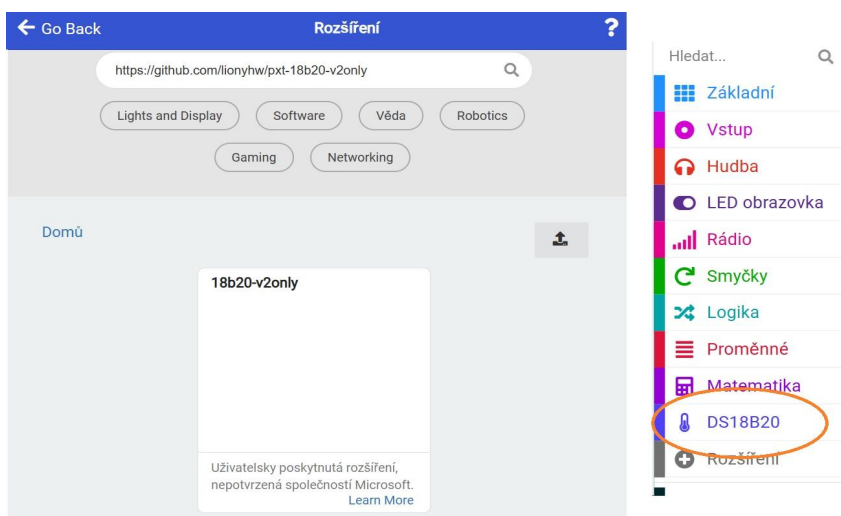 Go Back
Rozšíření
?
https://github.com/lionyhw/pxt-18b20-v2only
Lights and Display
Software
Věda
Robotics
Gaming
Networking
Domů
18b20-v2only
Uživatelsky poskytnutá rozšíření,
nepotvrzená společností Microsoft.
Learn More
Hledat...
Základní
Vstup
Hudba
LED obrazovka
Rádio
Smyčky
Logika
Proměnné
Matematika
DS18B20
Rozšíření